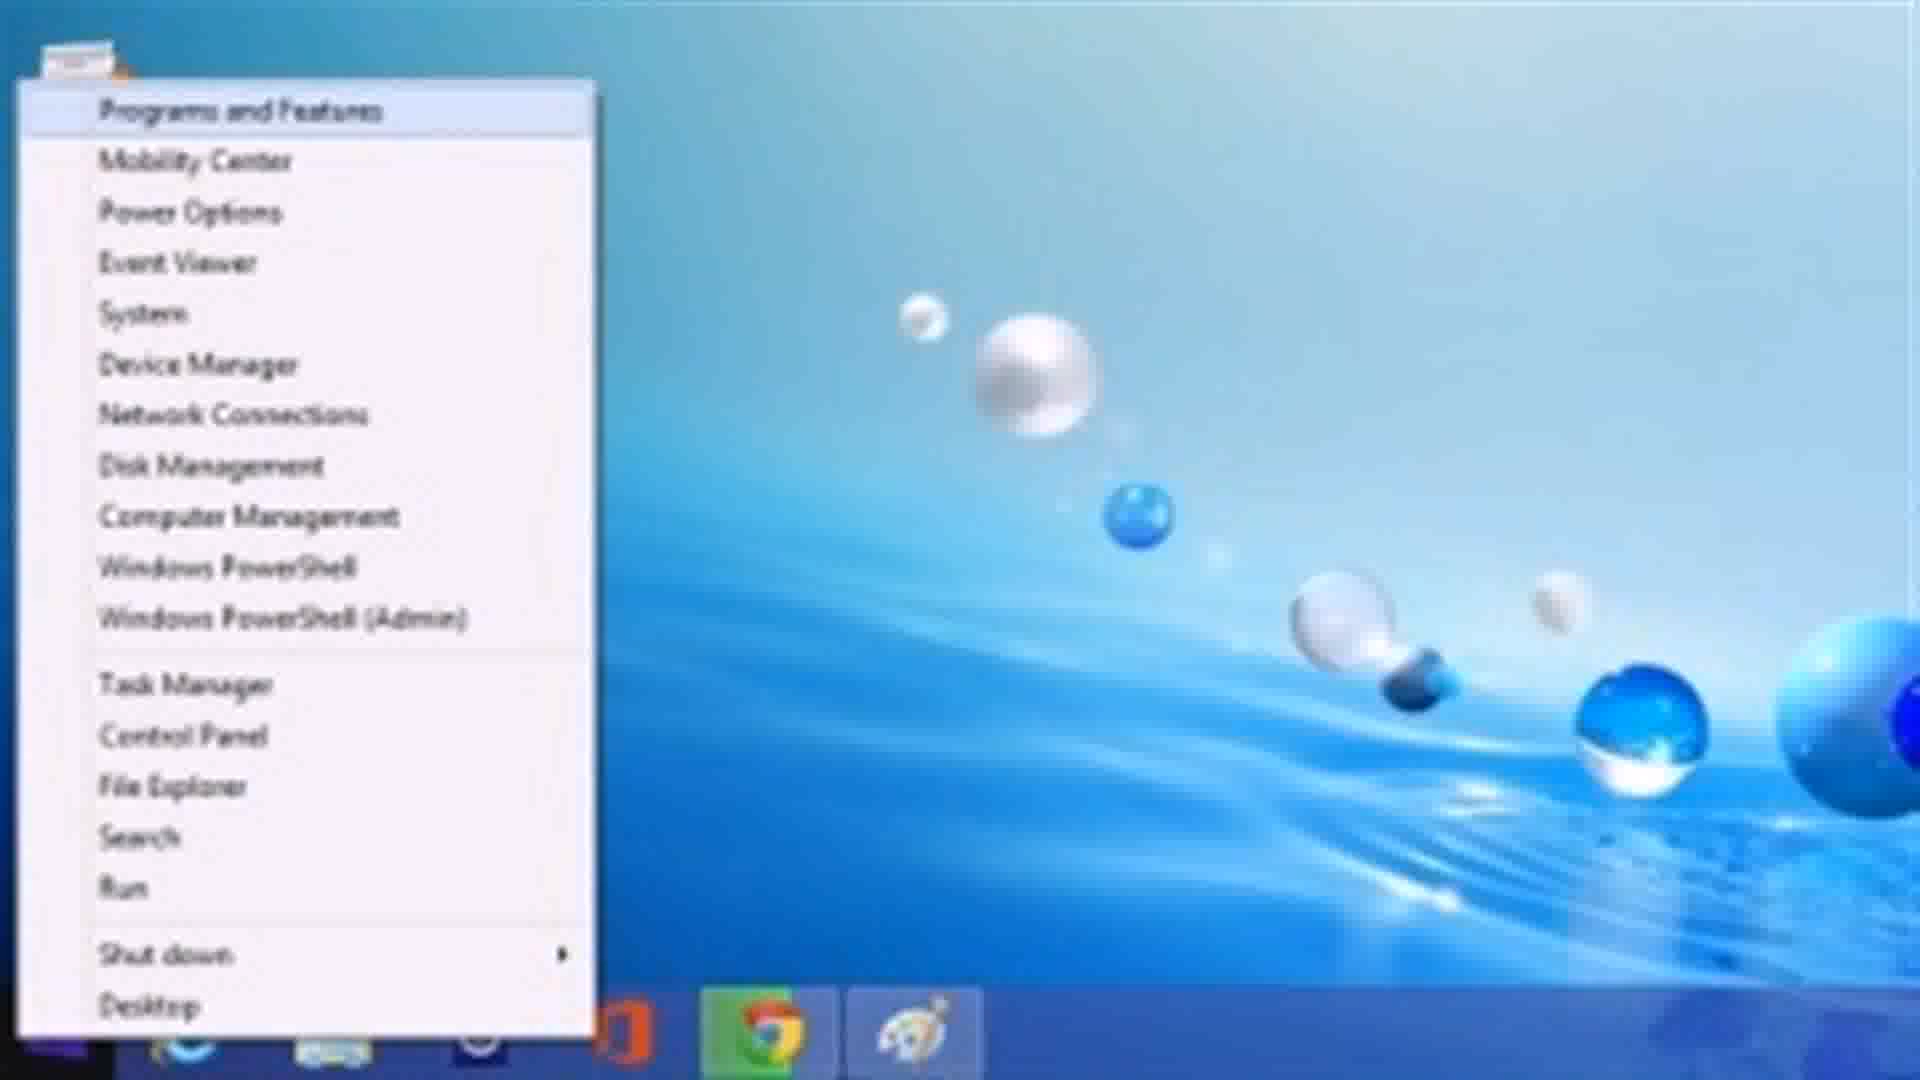 Programs and Features
Mobility Center
Power Options
Event Viewer
System
Device Manager
Network Connections
Disk Management
Computer Management
Windows PowerShell
Windows PowerShell (Admin)
Task Manager
Control Panel
File Explorer
Search
Run
Shut down
Desktop